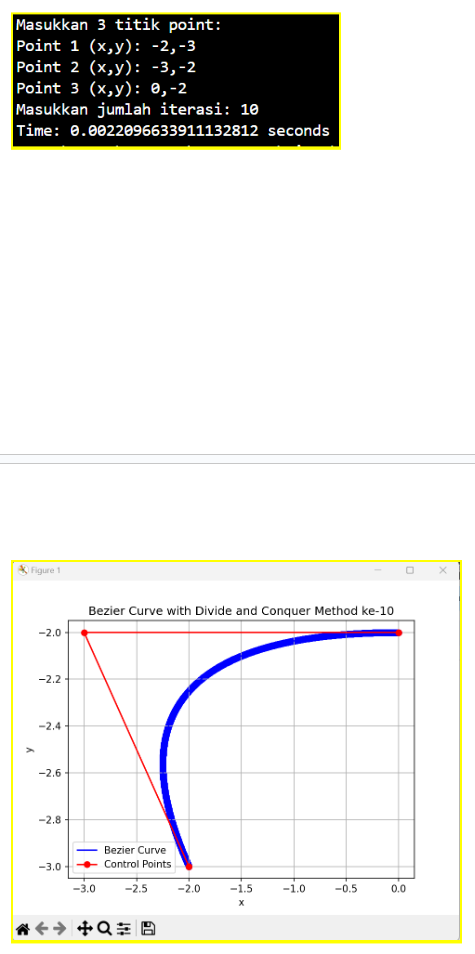 Masukkan 3 titik point:
Point 1 (x,y): -2,-3
Point 2 (x,y): -3,-2
Point 3 (x,y): 0,-2
Masukkan jumlah iterasi: 10
Time: 0.0022096633911132812 seconds
Figure 1
Bezier Curve with Divide and Conquer Method ke-10
−2.0
−2.2
−2.4
−2.6
−2.8
−3.0
y
Bezier Curve
Control Points
−3.0 −2.5 −2.0 −1.5 −1.0 −0.5 0.0
x